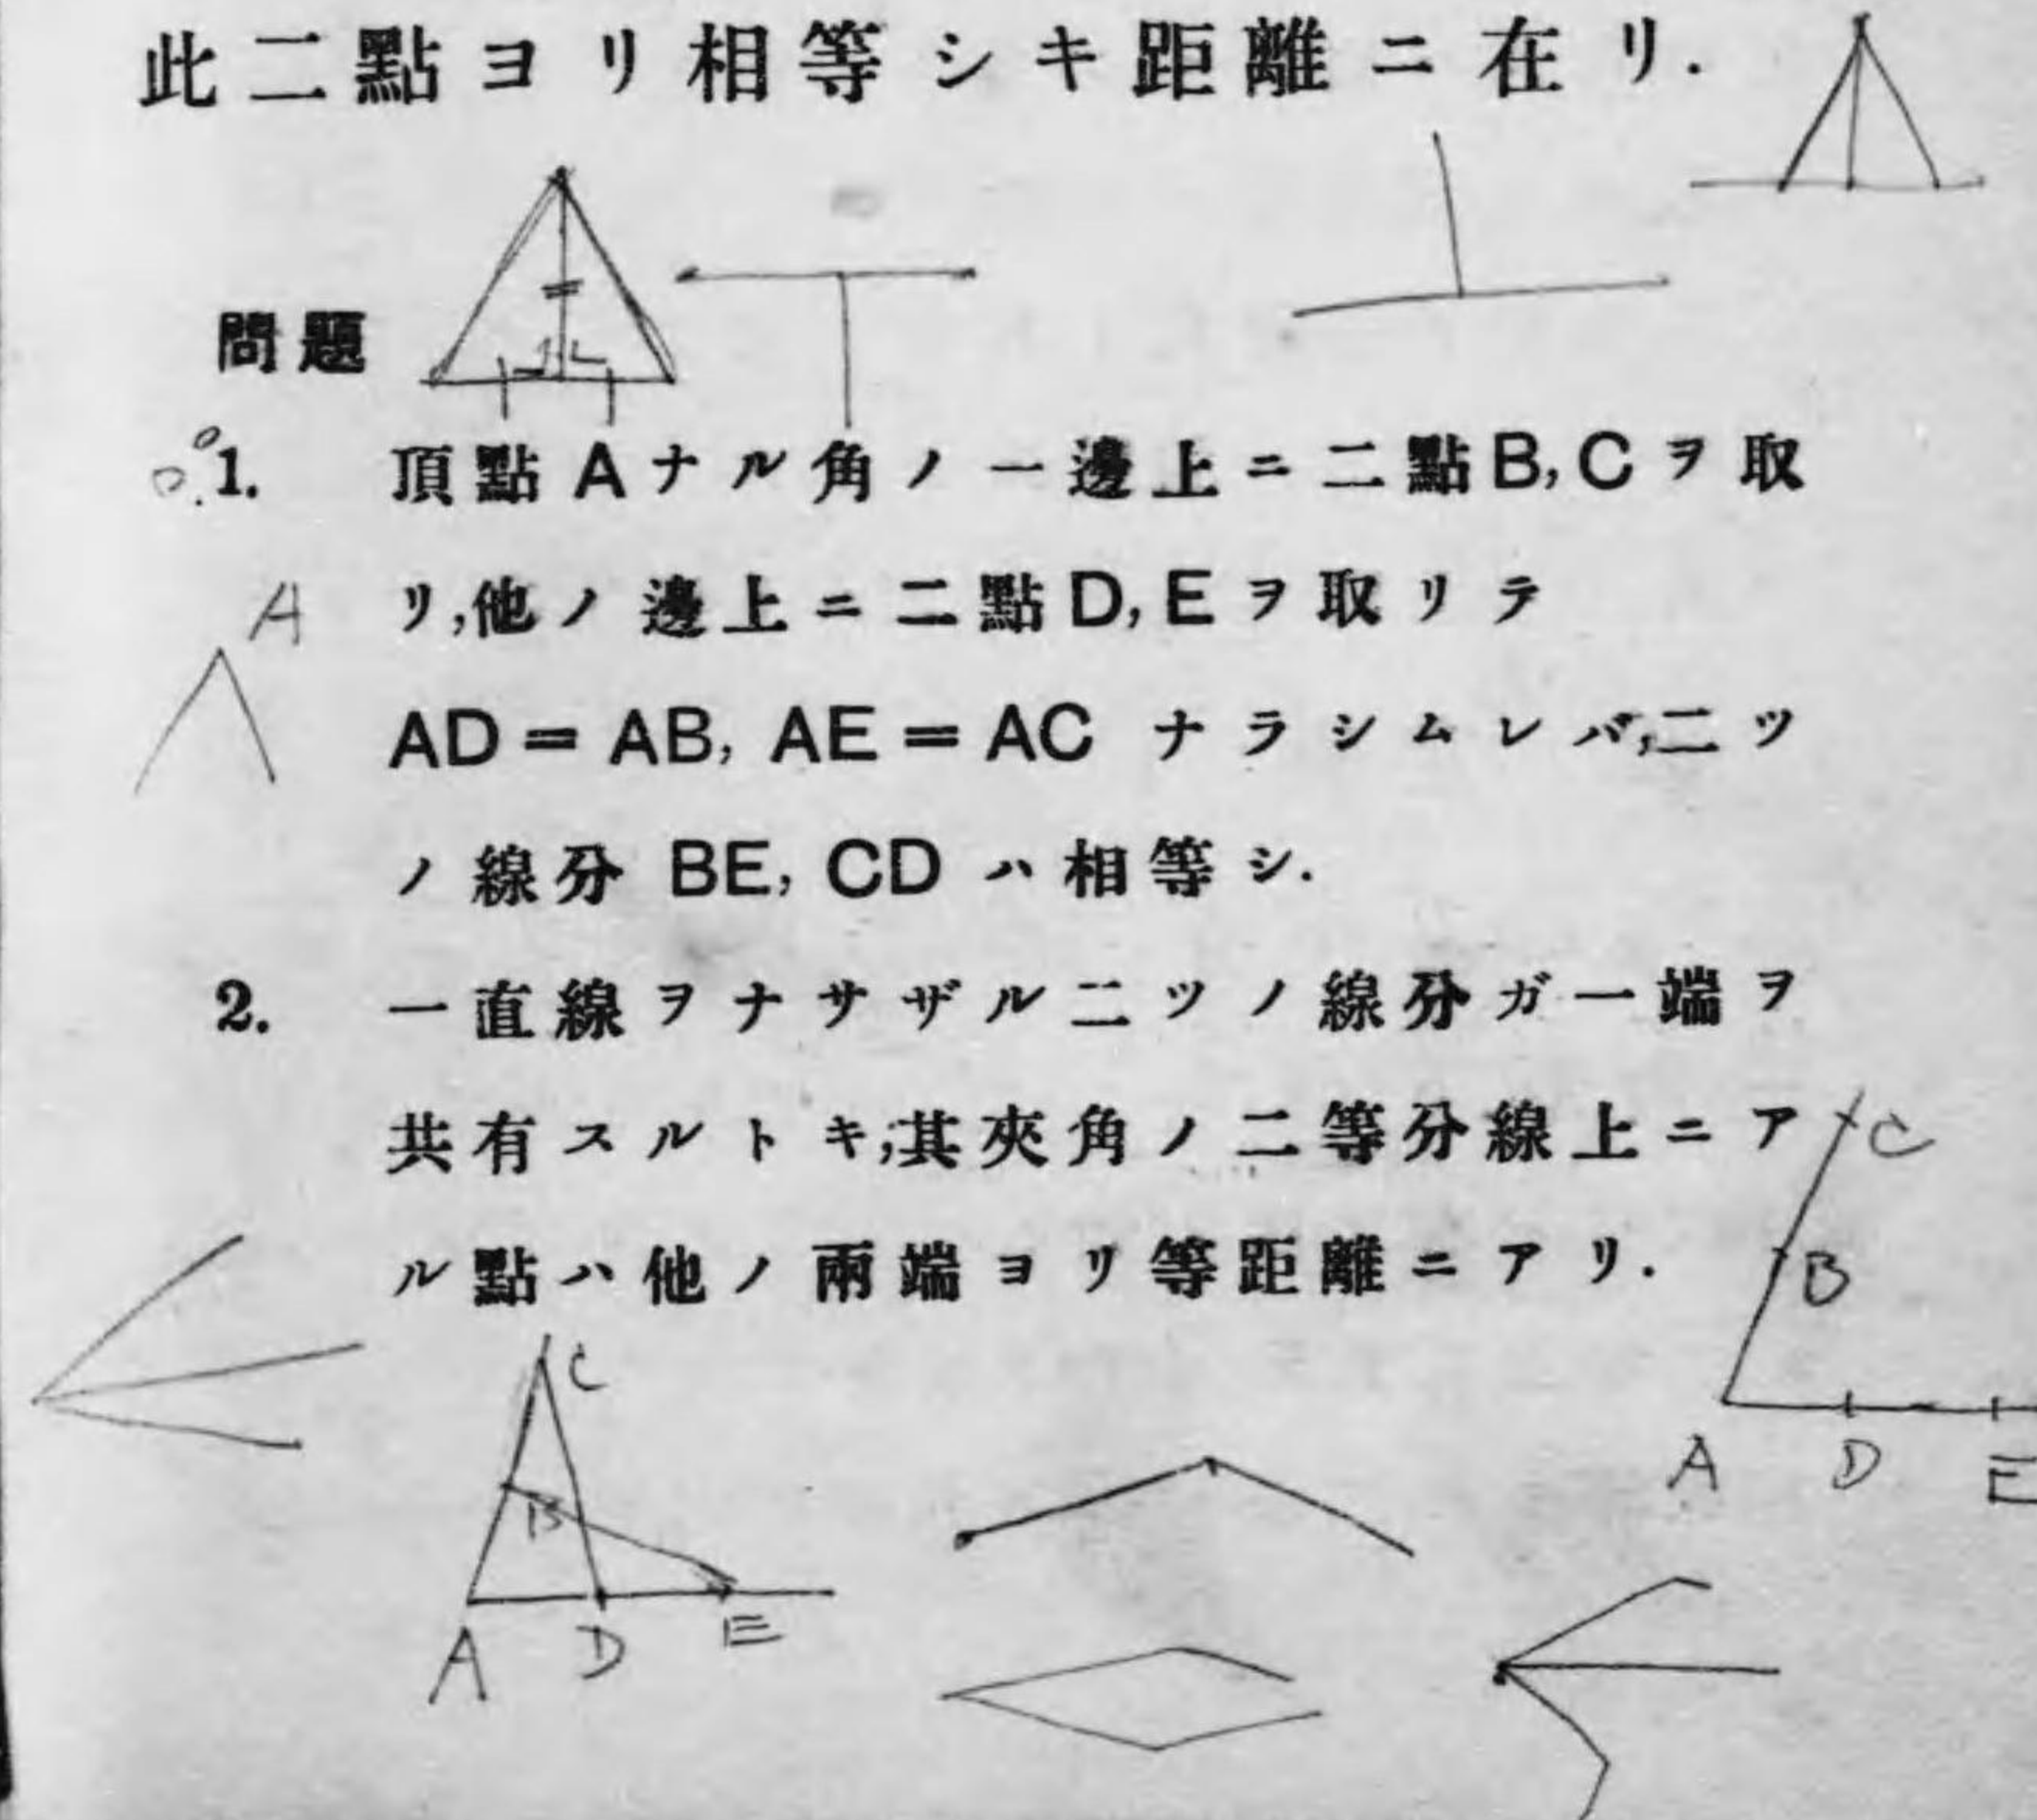 此二點ヨリ相等シキ距離ニ在リ.
問題
1. 頂點 A ナル角ノ一邊上ニ二點 B, C ヲ取
リ,他ノ邊上ニ二點 D, E ヲ取リテ
AD = AB, AE = AC ナラシムレバ,二ツ
ノ線分 BE, CD ハ相等シ.
A
2. 一直線ヲナサザル二ツノ線分ガ一端ヲ
共有スルトキ,其夾角ノ二等分線上ニア
ル點ハ他ノ兩端ヨリ等距離ニアリ.
C
B
A D E
C
B
A D E